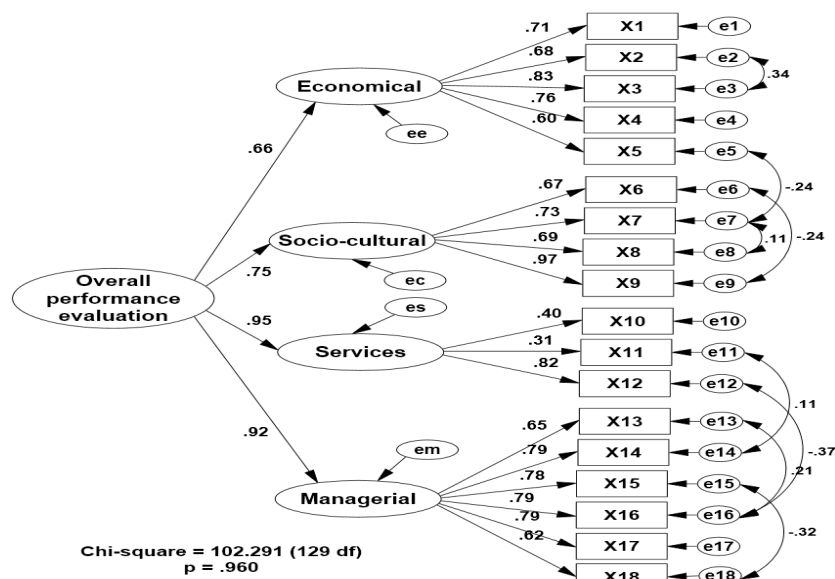 .71
X1
e1
.68
X2
e2
Economical
.83
X3
e3
.34
.76
X4
e4
ee
.60
X5
e5
.66
.67
X6
e6
-.24
.73
X7
e7
Socio-cultural
.69
X8
e8
.11
-.24
.75
.97
X9
e9
ec
Overall
performance
evaluation
es
.95
.40
X10
e10
Services
.31
X11
e11
.82
X12
e12
.11
.92
.65
X13
e13
em
.79
X14
e14
-.37
.78
X15
e15
.21
Managerial
.79
X16
e16
.79
X17
e17
-.32
.62
X18
e18
Chi-square = 102.291 (129 df)
p = .960